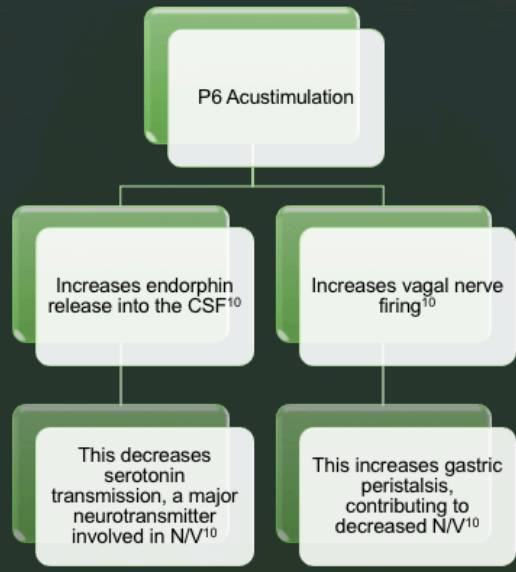 P6 Acustimulation
Increases endorphin
release into the CSF¹⁰
Increases vagal nerve
firing¹⁰
This decreases
serotonin
transmission, a major
neurotransmitter
involved in N/V¹⁰
This increases gastric
peristalsis,
contributing to
decreased N/V¹⁰